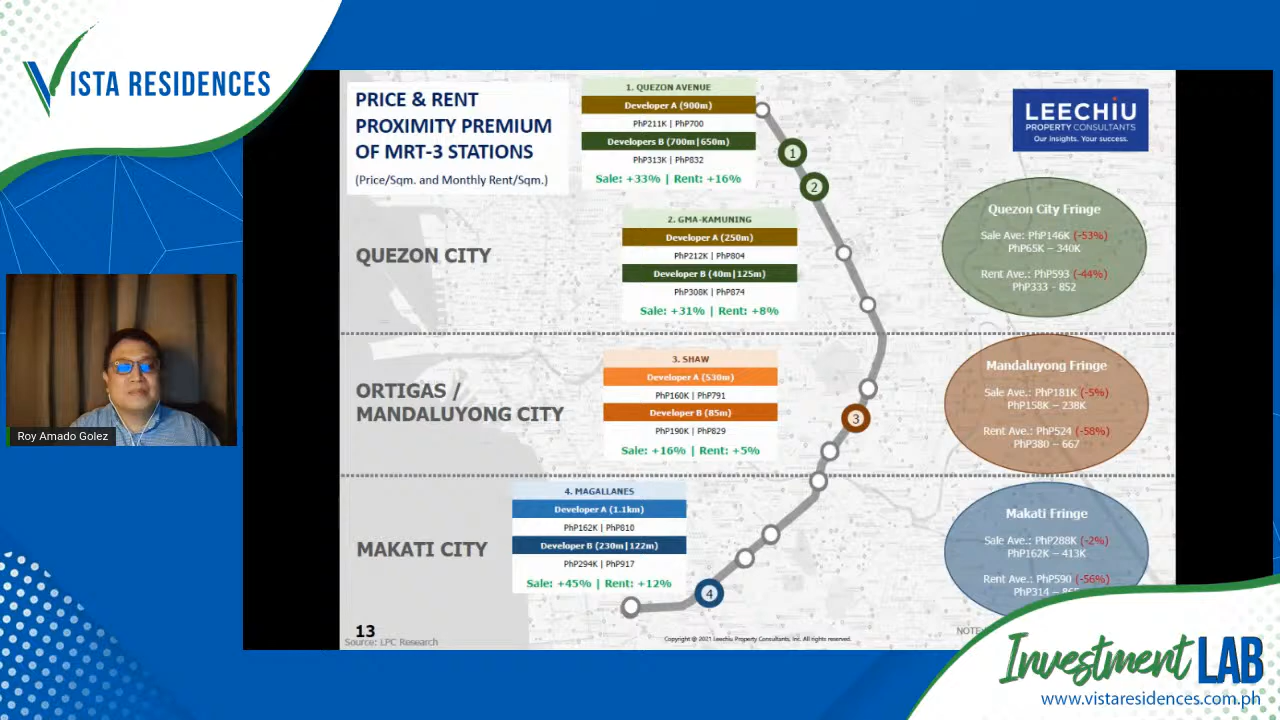 VISTA RESIDENCES
PRICE & RENT
PROXIMITY PREMIUM
OF MRT-3 STATIONS
(Price/Sqm. and Monthly Rent/Sqm.)
1. QUEZON AVENUE
Developer A (900m)
PhP211K | PhP700
Developers B (700m|650m)
PhP313K | PhP832
Sale: +33% | Rent: +16%
LEECHIU
PROPERTY CONSULTANTS
Our Insights. Your success.
1
2
QUEZON CITY
2. GMA-KAMUNING
Developer A (250m)
PhP212K | PhP804
Developer B (40m|125m)
PhP308K | PhP874
Sale: +31% | Rent: +8%
Quezon City Fringe
Sale Ave: PhP146K (-53%)
PhP65K – 340K
Rent Ave.: PhP593 (-44%)
PhP333 - 852
ORTIGAS /
MANDALUYONG CITY
3. SHAW
Developer A (530m)
PhP160K | PhP791
Developer B (85m)
PhP190K | PhP829
Sale: +16% | Rent: +5%
3
Mandaluyong Fringe
Sale Ave: PhP181K (-5%)
PhP158K – 238K
Rent Ave.: PhP524 (-58%)
PhP380 – 667
MAKATI CITY
4. MAGALLANES
Developer A (1.1km)
PhP162K | PhP810
Developer B (230m|122m)
PhP294K | PhP917
Sale: +45% | Rent: +12%
4
Makati Fringe
Sale Ave: PhP288K (-2%)
PhP162K – 413K
Rent Ave.: PhP590 (-56%)
PhP314 –
Roy Amado Golez
13
Source: LPC Research
Copyright @ 2021 Leechiu Property Consultants, Inc. All rights reserved.
Investment LAB
www.vistaresidences.com.ph